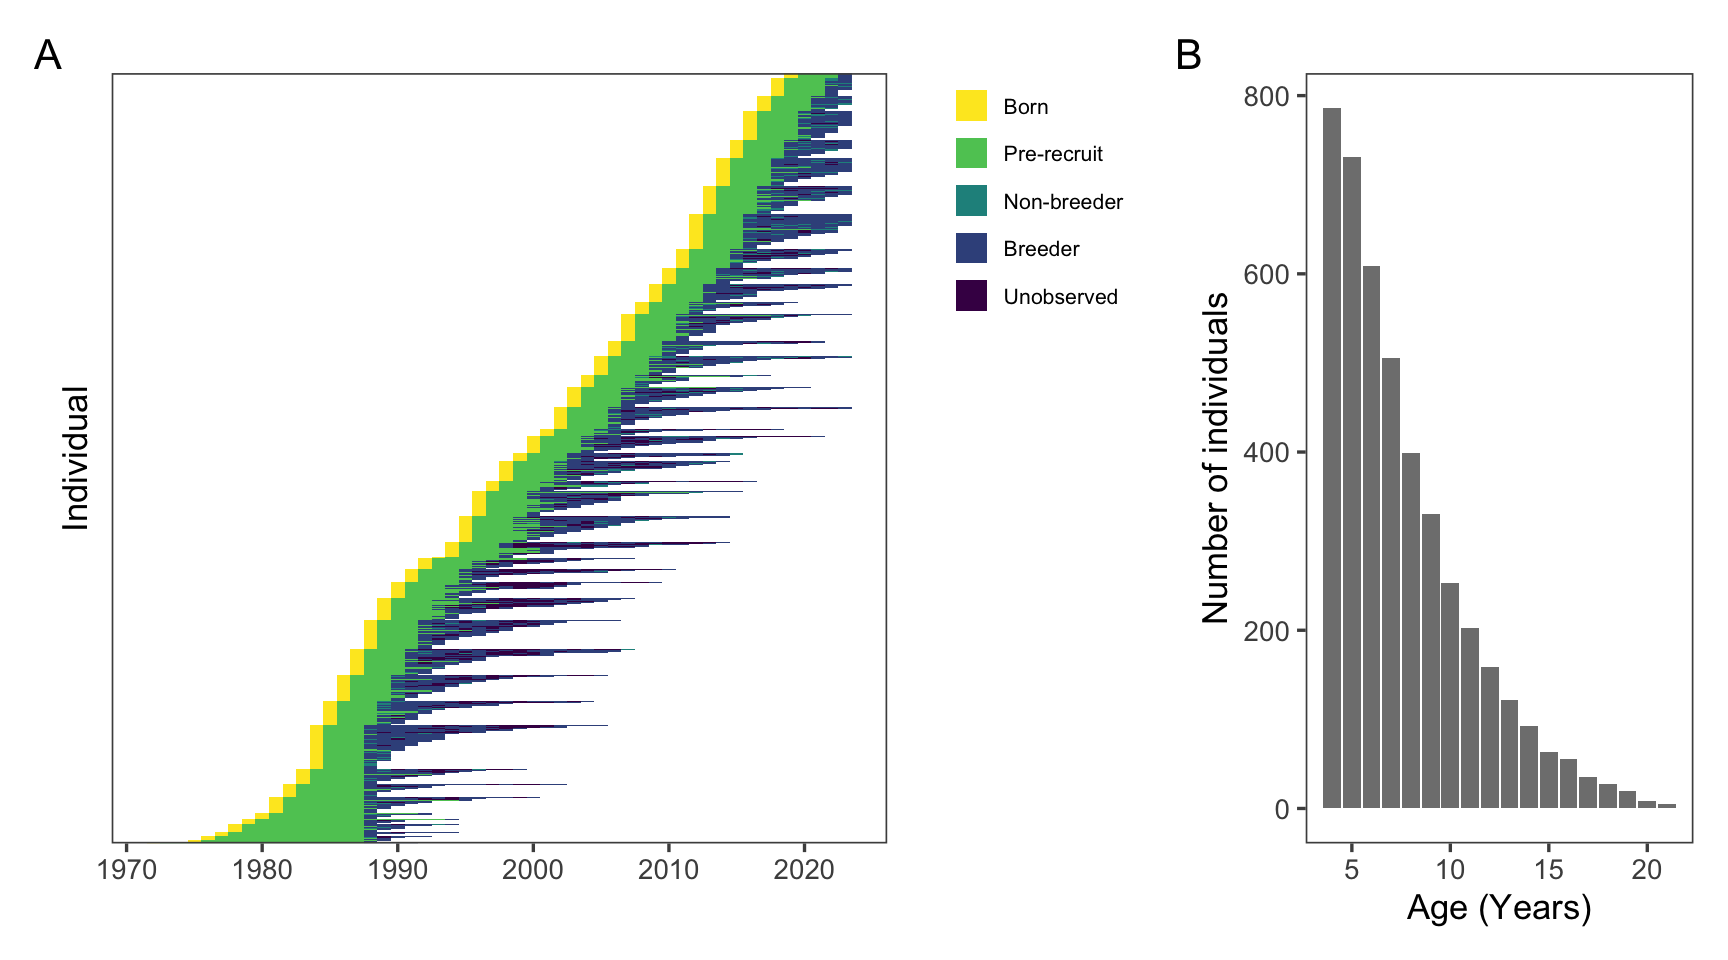 A
Individual
1970 1980 1990 2000 2010 2020
Born
Pre-recruit
Non-breeder
Breeder
Unobserved
B
Number of individuals
800
600
400
200
0
5 10 15 20
Age (Years)